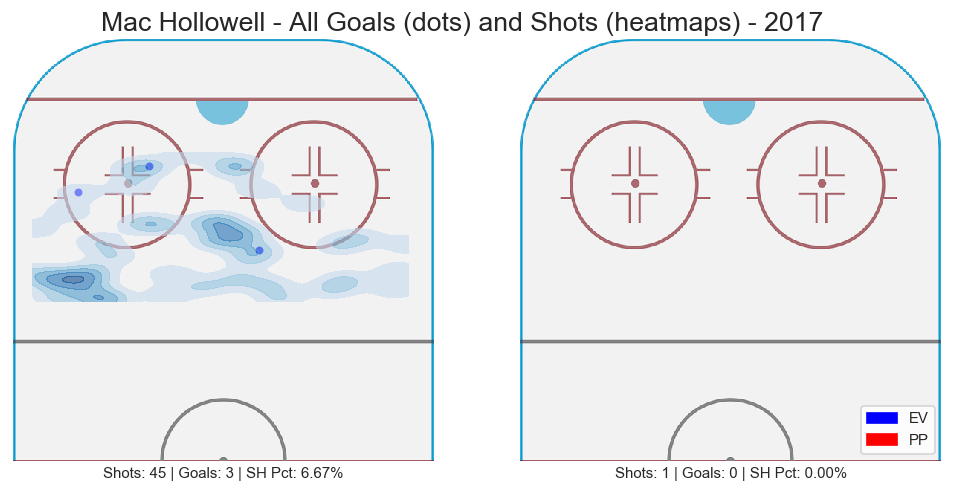 Mac Hollowell - All Goals (dots) and Shots (heatmaps) - 2017
EV
PP
Shots: 45 | Goals: 3 | SH Pct: 6.67%
Shots: 1 | Goals: 0 | SH Pct: 0.00%